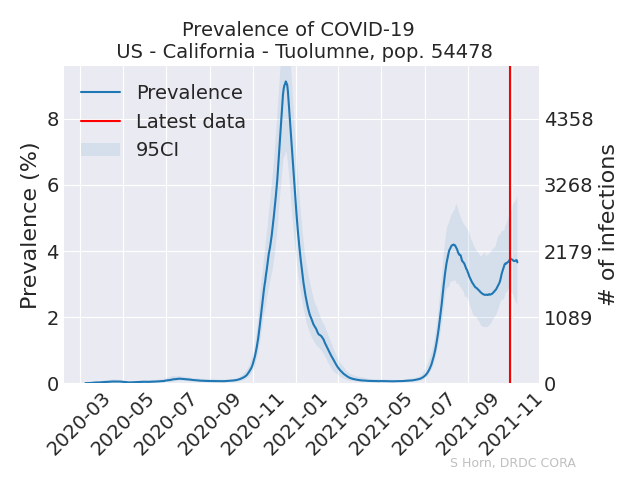 Prevalence of COVID-19
US - California - Tuolumne, pop. 54478
Prevalence
Latest data
95CI
Prevalence (%)
8
6
4
2
0
4358
3268
2179
1089
0
# of infections
2020-03
2020-05
2020-07
2020-09
2020-11
2021-01
2021-03
2021-05
2021-07
2021-09
2021-11
S Horn, DRDC CORA